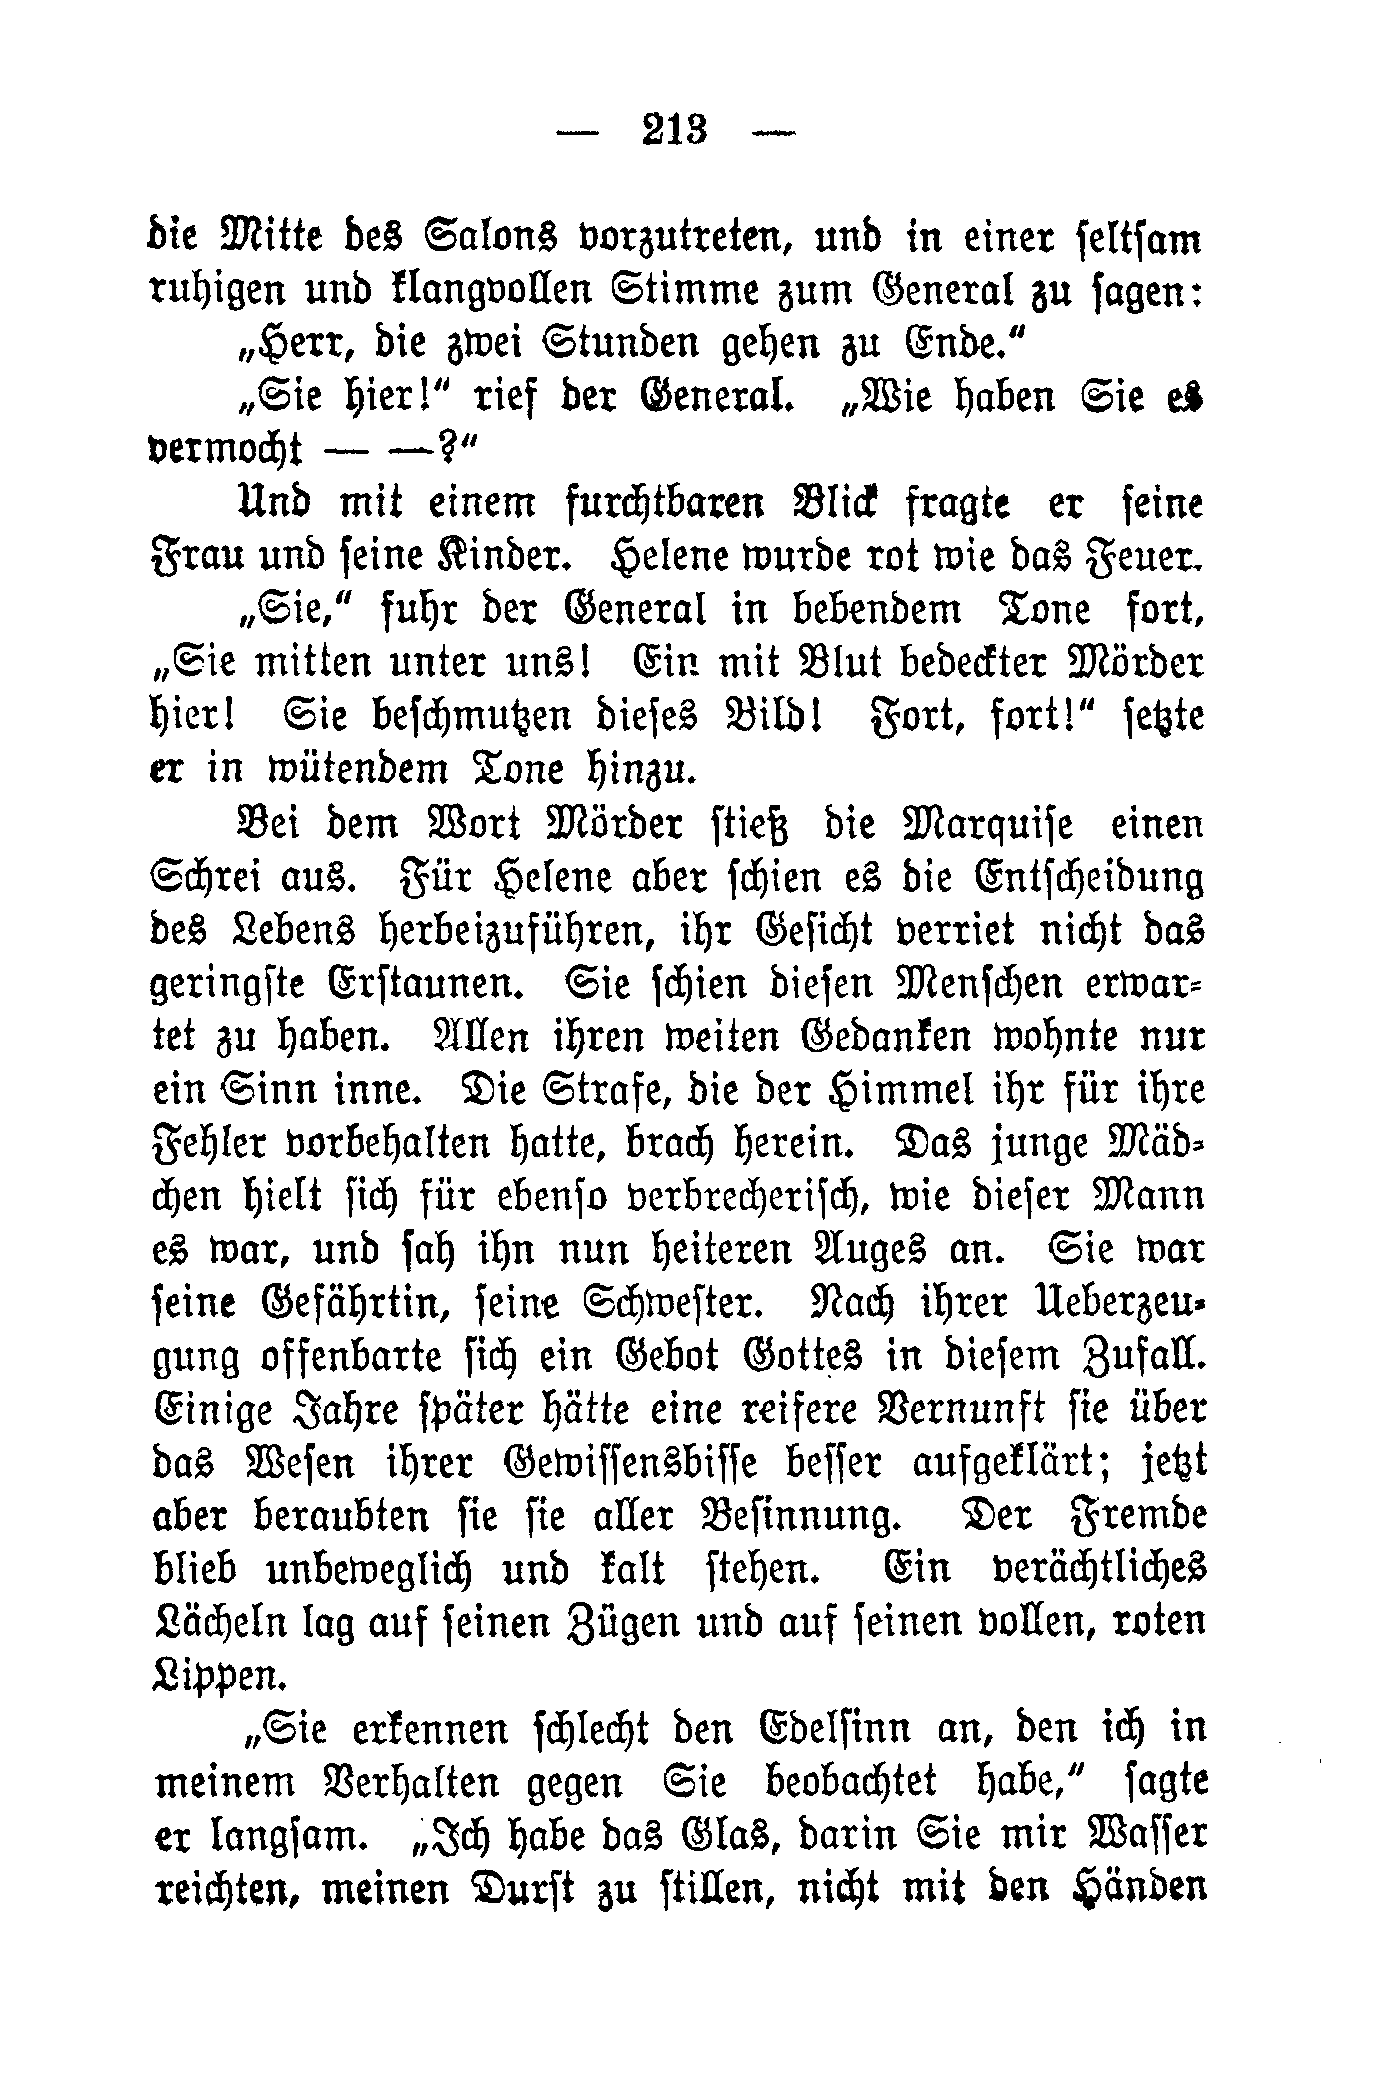 — 213 —
die Mitte des Salons vorzutreten, und in einer seltsam
ruhigen und klangvollen Stimme zum General zu sagen:
„Herr, die zwei Stunden gehen zu Ende.“
„Sie hier!“ rief der General. „Wie haben Sie es
vermocht — —?“
Und mit einem furchtbaren Blick fragte er seine
Frau und seine Kinder. Helene wurde rot wie das Feuer.
„Sie,“ fuhr der General in bebendem Tone fort,
„Sie mitten unter uns! Ein mit Blut bedeckter Mörder
hier! Sie beschmutzen dieses Bild! Fort, fort!“ setzte
er in wütendem Tone hinzu.
Bei dem Wort Mörder stieß die Marquise einen
Schrei aus. Für Helene aber schien es die Entscheidung
des Lebens herbeizuführen, ihr Gesicht verriet nicht das
geringste Erstaunen. Sie schien diesen Menschen erwar-
tet zu haben. Allen ihren weiten Gedanken wohnte nur
ein Sinn inne. Die Strafe, die der Himmel ihr für ihre
Fehler vorbehalten hatte, brach herein. Das junge Mäd-
chen hielt sich für ebenso verbrecherisch, wie dieser Mann
es war, und sah ihn nun heiteren Auges an. Sie war
seine Gefährtin, seine Schwester. Nach ihrer Ueberzeu-
gung offenbarte sich ein Gebot Gottes in diesem Zufall.
Einige Jahre später hätte eine reifere Vernunft sie über
das Wesen ihrer Gewissensbisse besser aufgeklärt; jetzt
aber beraubten sie sie aller Besinnung. Der Fremde
blieb unbeweglich und kalt stehen. Ein verächtliches
Lächeln lag auf seinen Zügen und auf seinen vollen, roten
Lippen.
„Sie erkennen schlecht den Edelsinn an, den ich in
meinem Verhalten gegen Sie beobachtet habe,“ sagte
er langsam. „Ich habe das Glas, darin Sie mir Wasser
reichten, meinen Durst zu stillen, nicht mit den Händen